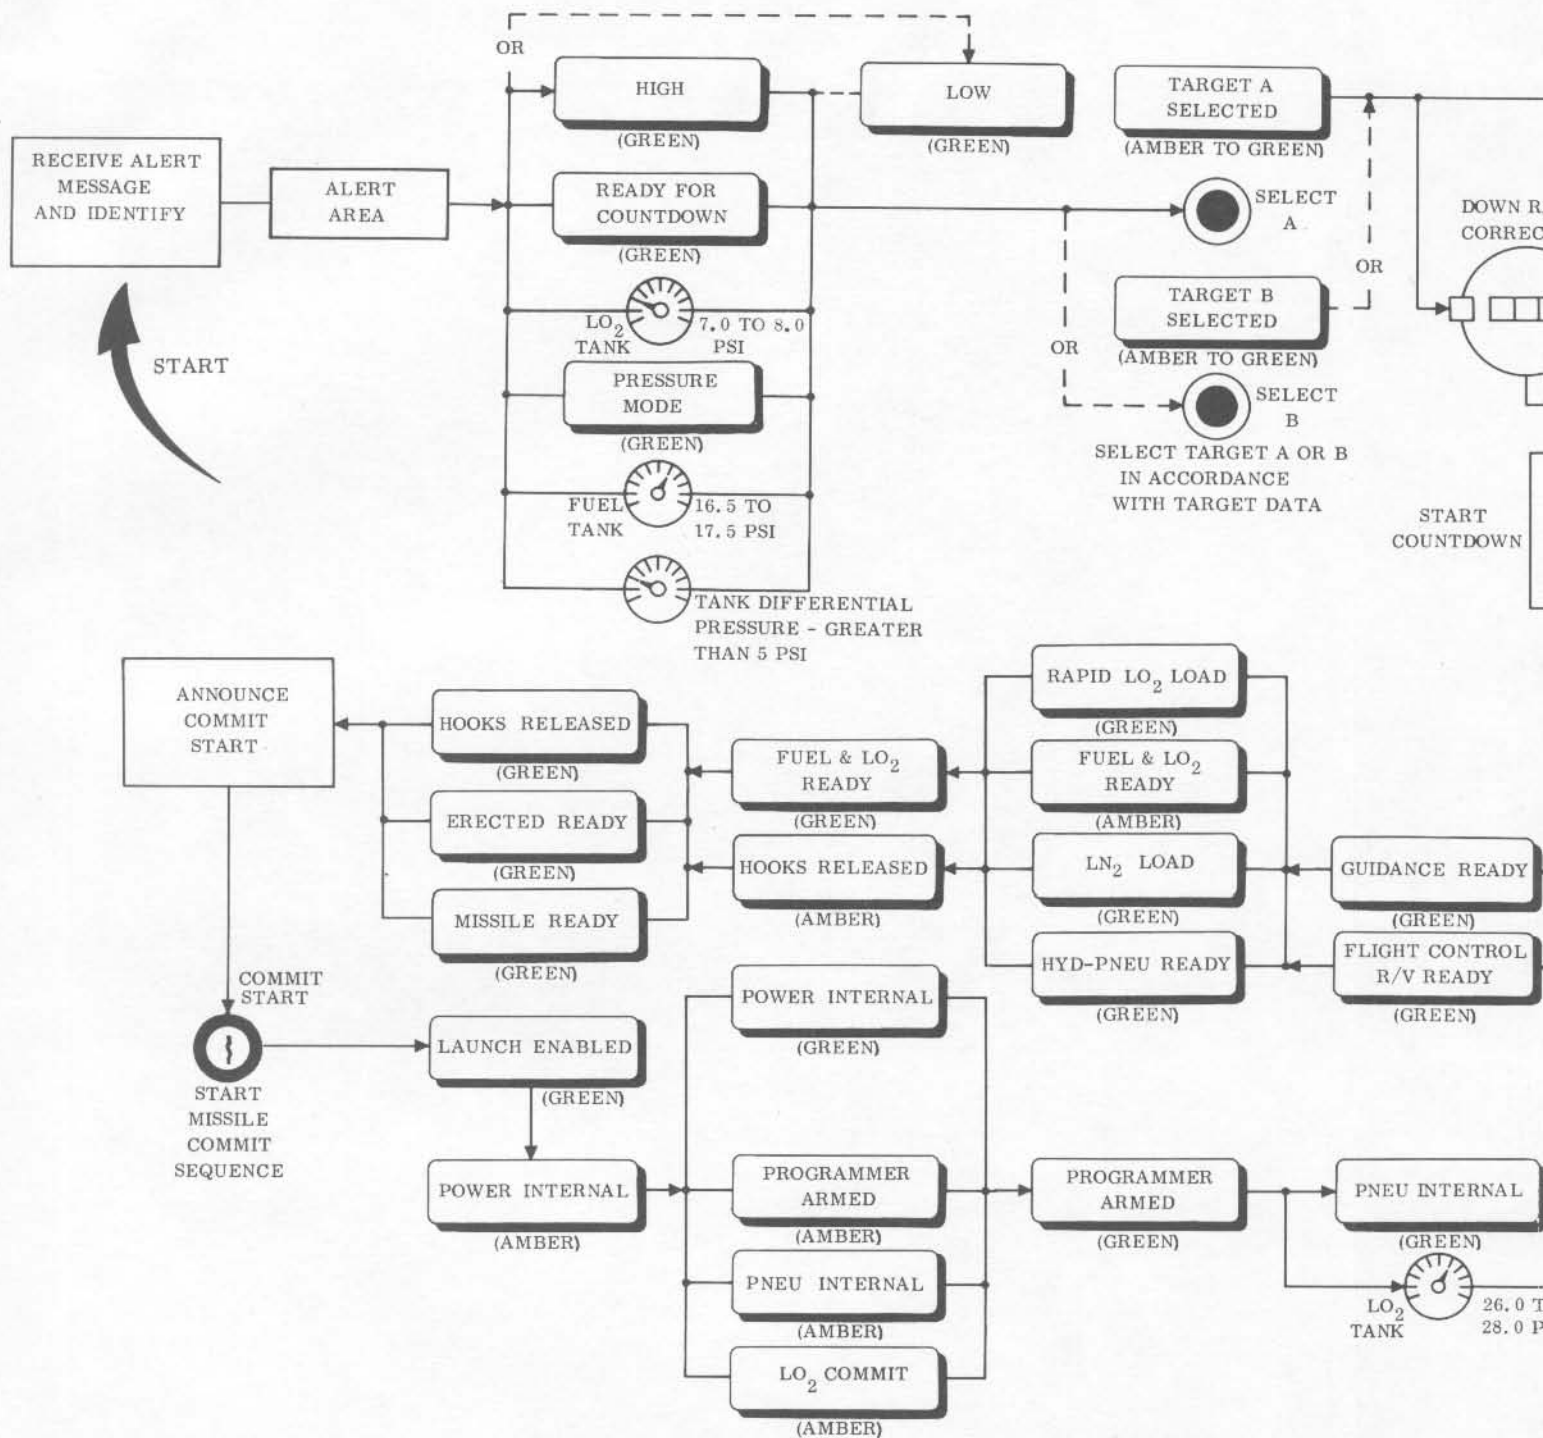 OR
HIGH
(GREEN)
LOW
(GREEN)
TARGET A
SELECTED
(AMBER TO GREEN)
RECEIVE ALERT
MESSAGE
AND IDENTIFY
ALERT
AREA
READY FOR
COUNTDOWN
(GREEN)
SELECT
A
DOWN R
CORREC
START
LO2
TANK
7.0 TO 8.0
PSI
OR
TARGET B
SELECTED
(AMBER TO GREEN)
OR
PRESSURE
MODE
(GREEN)
SELECT
B
SELECT TARGET A OR B
IN ACCORDANCE
WITH TARGET DATA
FUEL
TANK
16.5 TO
17.5 PSI
START
COUNTDOWN
TANK DIFFERENTIAL
PRESSURE - GREATER
THAN 5 PSI
ANNOUNCE
COMMIT
START
HOOKS RELEASED
(GREEN)
ERECTED READY
(GREEN)
MISSILE READY
(GREEN)
FUEL & LO2
READY
(GREEN)
HOOKS RELEASED
(AMBER)
RAPID LO2 LOAD
(GREEN)
FUEL & LO2
READY
(AMBER)
LN2 LOAD
(GREEN)
HYD-PNEU READY
(GREEN)
GUIDANCE READY
(GREEN)
FLIGHT CONTROL
R/V READY
(GREEN)
COMMIT
START
START
MISSILE
COMMIT
SEQUENCE
LAUNCH ENABLED
(GREEN)
POWER INTERNAL
(AMBER)
POWER INTERNAL
(GREEN)
PROGRAMMER
ARMED
(AMBER)
PNEU INTERNAL
(AMBER)
LO2 COMMIT
(AMBER)
PROGRAMMER
ARMED
(GREEN)
PNEU INTERNAL
(GREEN)
LO2
TANK
26.0 T
28.0 P